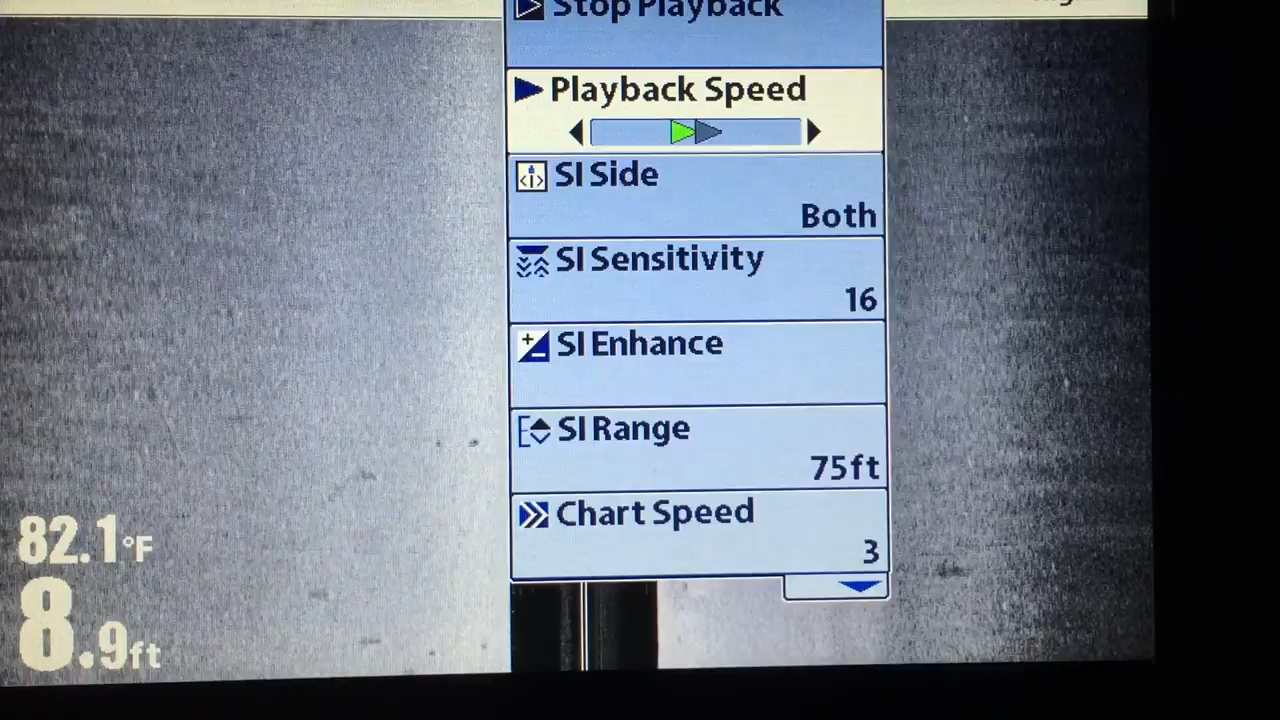 Stop Playback
Playback Speed
SI Side
Both
SI Sensitivity
16
SI Enhance
SI Range
75ft
Chart Speed
3
82.1°F
8.9ft